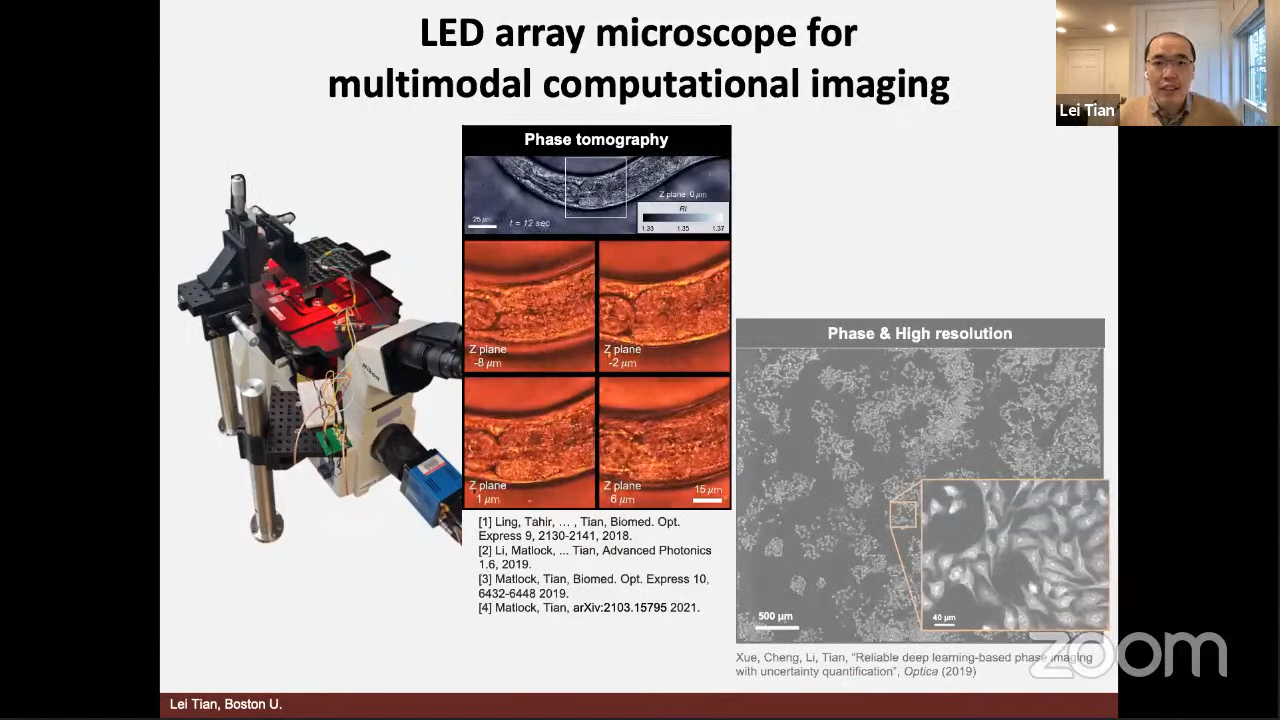 LED array microscope for
multimodal computational imaging
Lei Tian
Phase tomography
Z plane 0 μm
25 μm
t = 12 sec
RI
1.33 1.35 1.37
Z plane
-8 μm
Z plane
-2 μm
Z plane
1 μm
Z plane
6 μm
15 μm
Nikon
[1] Ling, Tahir, … , Tian, Biomed. Opt.
Express 9, 2130-2141, 2018.
[2] Li, Matlock, ... Tian, Advanced Photonics
1.6, 2019.
[3] Matlock, Tian, Biomed. Opt. Express 10,
6432-6448 2019.
[4] Matlock, Tian, arXiv:2103.15795 2021.
Phase & High resolution
500 μm
40 μm
Xue, Cheng, Li, Tian, “Reliable deep learning-based phase imaging
with uncertainty quantification”, Optica (2019)
zoom
Lei Tian, Boston U.